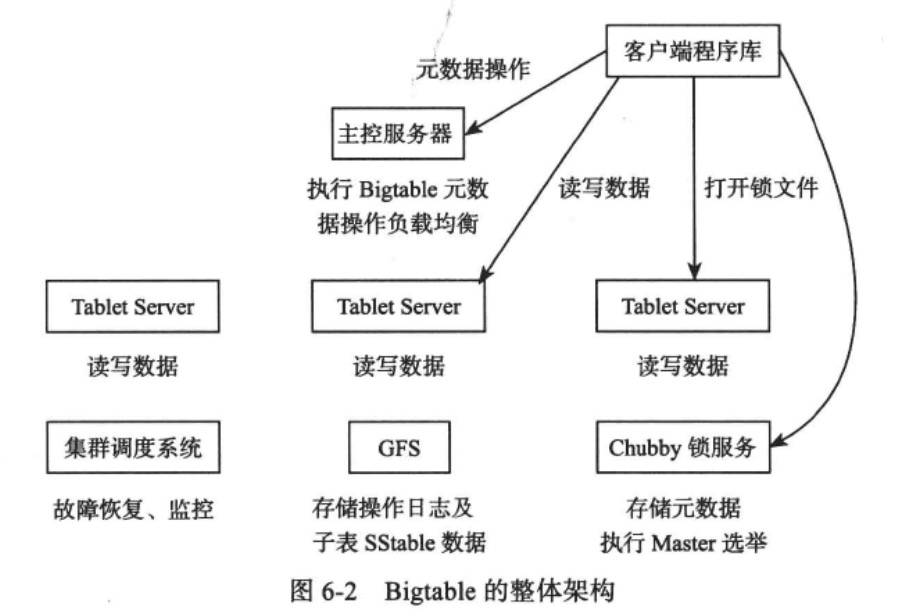 客户端程序库
元数据操作
主控服务器
执行 Bigtable 元数
据操作负载均衡
读写数据
打开锁文件
Tablet Server
Tablet Server
Tablet Server
读写数据
读写数据
读写数据
集群调度系统
GFS
Chubby 锁服务
故障恢复、监控
存储操作日志及
子表 SStable 数据
存储元数据
执行 Master 选举
图 6-2 Bigtable 的整体架构